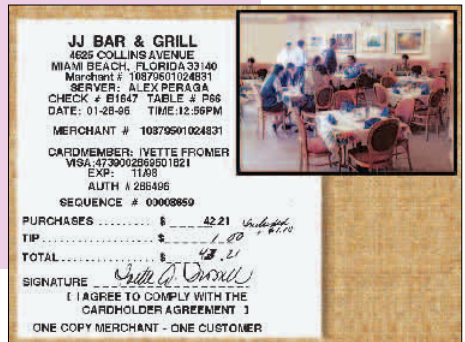 JJ BAR & GRILL
4625 COLLINS AVENUE
MIAMI BEACH, FLORIDA 33140
Merchant # 10879501024831
SERVER: ALEX PERAGA
CHECK # B1647 TABLE # P66
DATE: 01-28-96 TIME:12:56PM
MERCHANT # 10879501024831
CARDMEMBER: IVETTE FROMER
VISA:4739002869501821
EXP: 11/98
AUTH # 286496
SEQUENCE # 00008659
PURCHASES ......... $ 42.21 included
TIP.................. $ 1.00
TOTAL............... $ 43.21
SIGNATURE
[ I AGREE TO COMPLY WITH THE
CARDHOLDER AGREEMENT ]
ONE COPY MERCHANT - ONE CUSTOMER